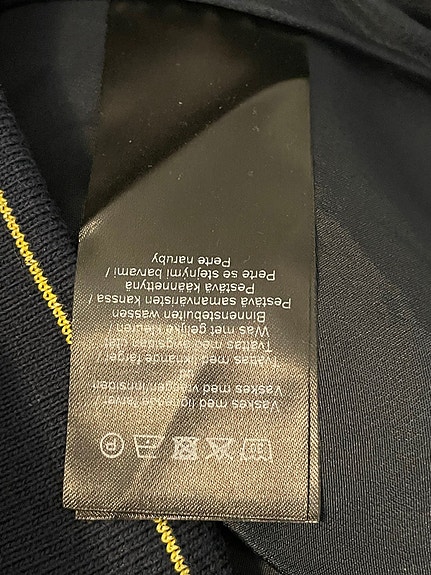 Vaskes med lignende farver /
Vaskes med vrangen/innsiden
Tvättas med liknande färger
Tvättas med avigsidan utåt
Was met gelijke kleuren /
Binnenstebuiten wassen
Pestävä samanväristen kanssa /
Pestävä käännettynä
Perte se stejnými barvami /
Perte naruby
P